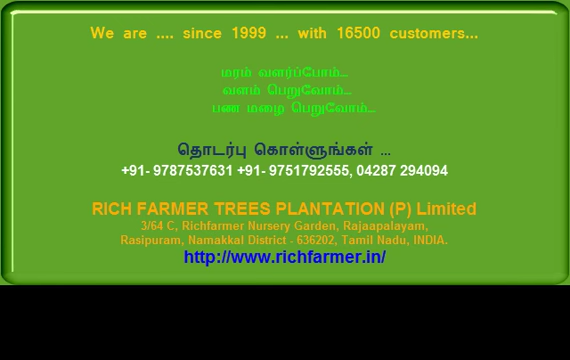 We are .... since 1999 ... with 16500 customers...
மரம் வளர்ப்போம்...
வளம் பெறுவோம்...
பண மழை பெறுவோம்...
தொடர்பு கொள்ளுங்கள் ...
+91- 9787537631 +91- 9751792555, 04287 294094
RICH FARMER TREES PLANTATION (P) Limited
3/64 C, Richfarmer Nursery Garden, Rajaapalayam,
Rasipuram, Namakkal District - 636202, Tamil Nadu, INDIA.
http://www.richfarmer.in/